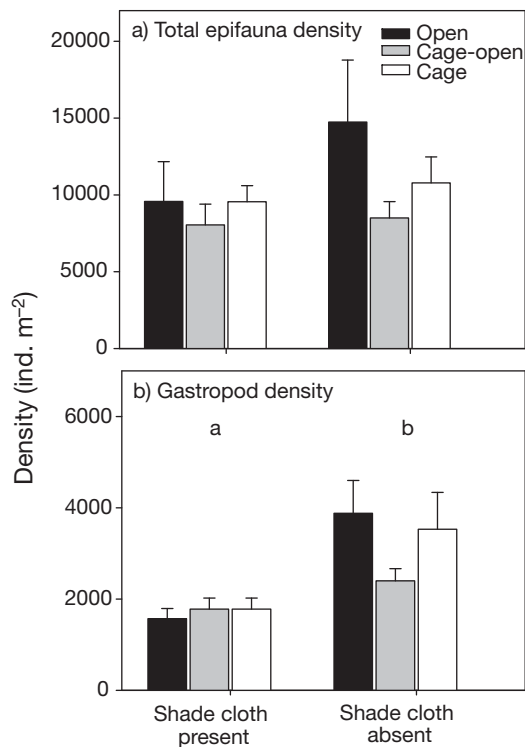 a) Total epifauna density
Open
Cage-open
Cage
20000
15000
10000
5000
0
Density (ind. m⁻²)
b) Gastropod density
a
b
6000
4000
2000
0
Shade cloth
present
Shade cloth
absent